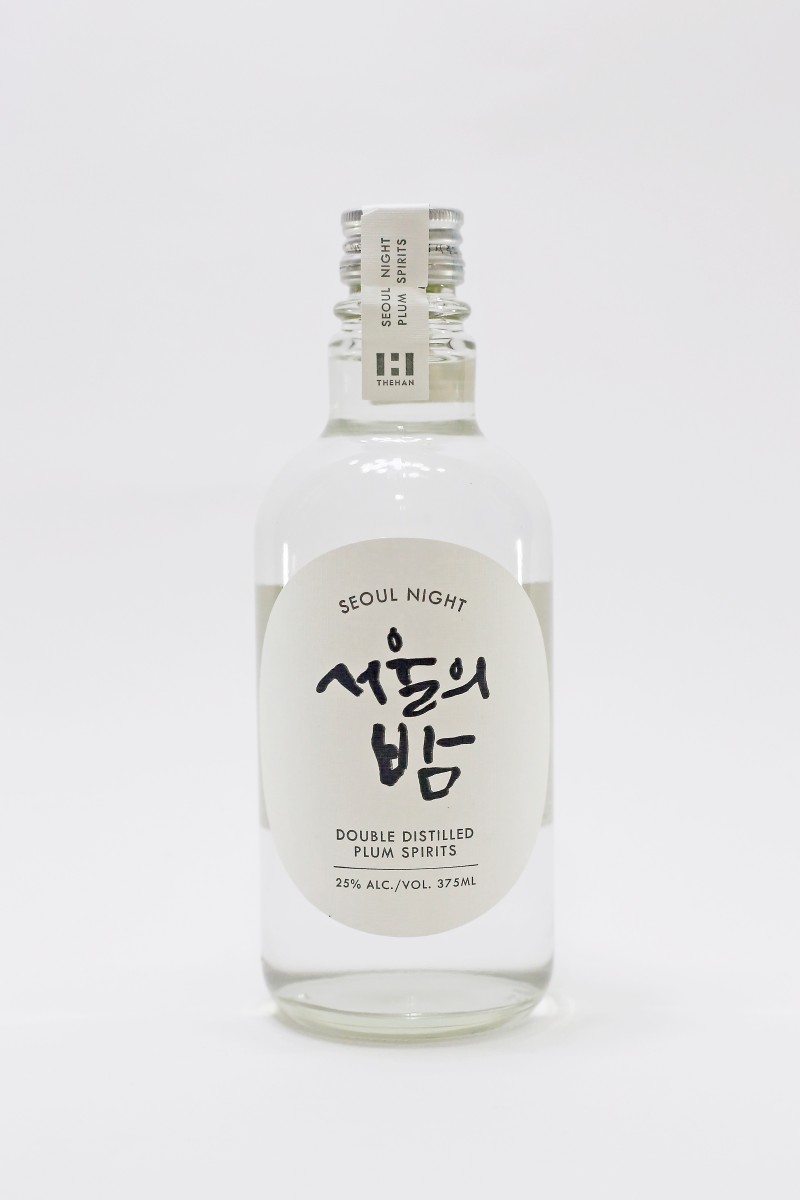 SEOUL NIGHT
PLUM SPIRITS
THEHAN
SEOUL NIGHT
서울의
밤
DOUBLE DISTILLED
PLUM SPIRITS
25% ALC./VOL. 375ML